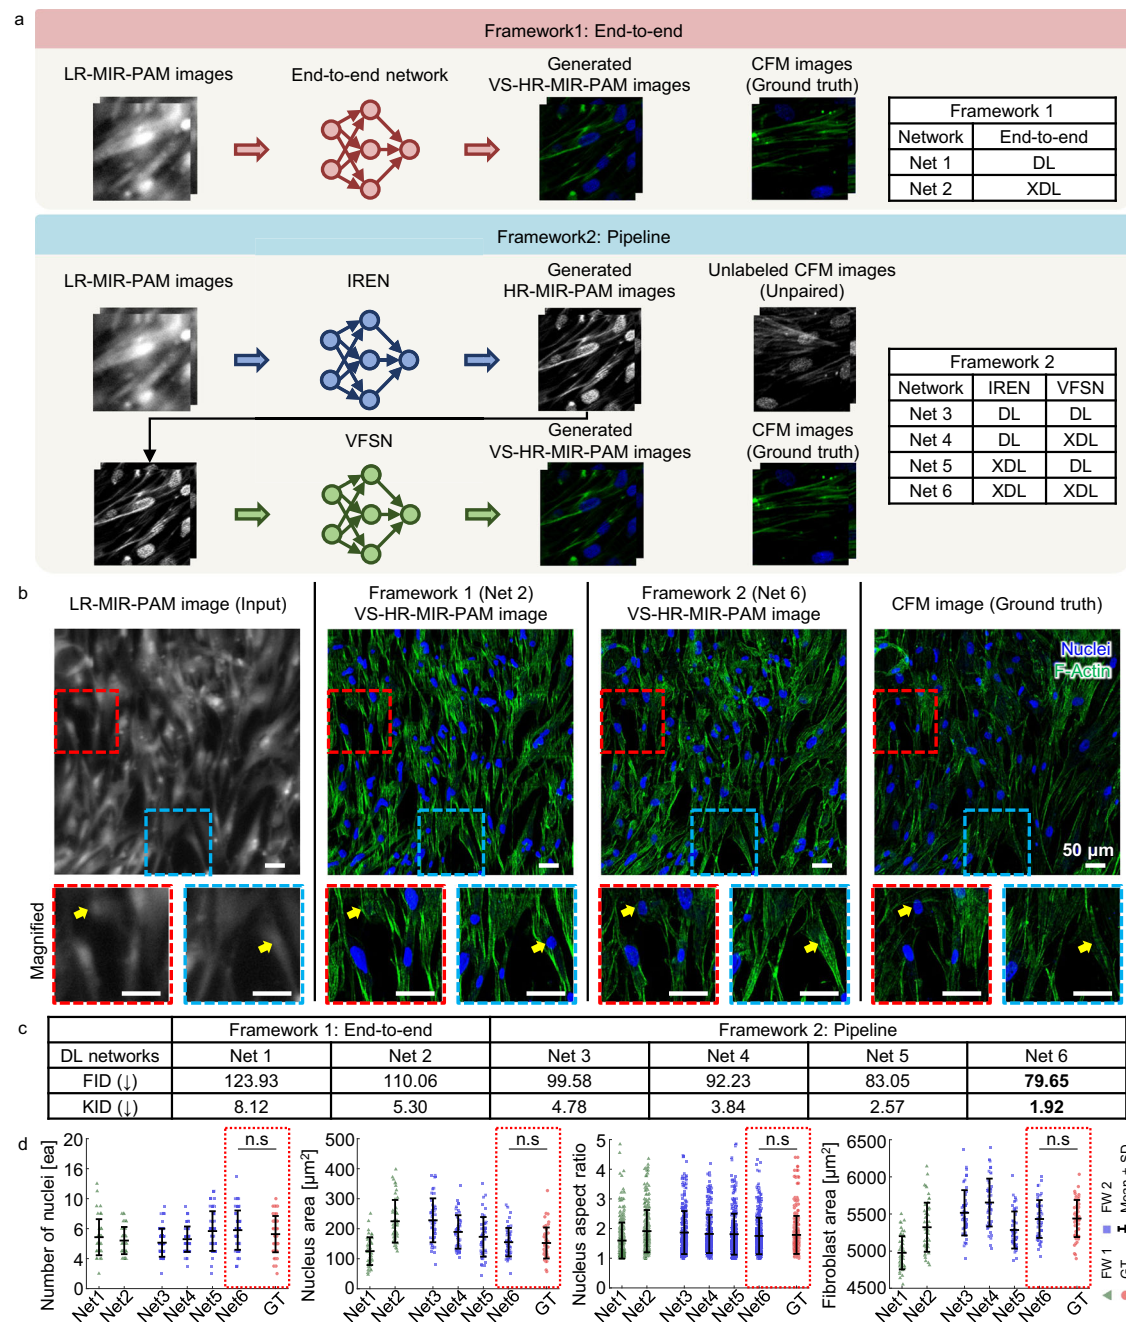 a
Framework1: End-to-end
LR-MIR-PAM images
End-to-end network
Generated
VS-HR-MIR-PAM images
CFM images
(Ground truth)
Framework 1
Network End-to-end
Net 1 DL
Net 2 XDL
Framework2: Pipeline
LR-MIR-PAM images
IREN
Generated
HR-MIR-PAM images
Unlabeled CFM images
(Unpaired)
VFSN
Generated
VS-HR-MIR-PAM images
CFM images
(Ground truth)
Framework 2
Network IREN VFSN
Net 3 DL DL
Net 4 DL XDL
Net 5 XDL DL
Net 6 XDL XDL
b
LR-MIR-PAM image (Input)
Framework 1 (Net 2)
VS-HR-MIR-PAM image
Framework 2 (Net 6)
VS-HR-MIR-PAM image
CFM image (Ground truth)
Nuclei
F-Actin
50 µm
Magnified
c
Framework 1: End-to-end Framework 2: Pipeline
DL networks Net 1 Net 2 Net 3 Net 4 Net 5 Net 6
FID (↓) 123.93 110.06 99.58 92.23 83.05 79.65
KID (↓) 8.12 5.30 4.78 3.84 2.57 1.92
d
Number of nuclei [ea]
20
16
12
8
4
0
n.s
Net1 Net2 Net3 Net4 Net5 Net6 GT
Nucleus area [µm²]
500
400
300
200
100
0
n.s
Net1 Net2 Net3 Net4 Net5 Net6 GT
Nucleus aspect ratio
5
4
3
2
1
0
n.s
Net1 Net2 Net3 Net4 Net5 Net6 GT
Fibroblast area [µm²]
6500
6000
5500
5000
4500
n.s
Net1 Net2 Net3 Net4 Net5 Net6 GT
FW 1 FW 2
GT Mean ± SD